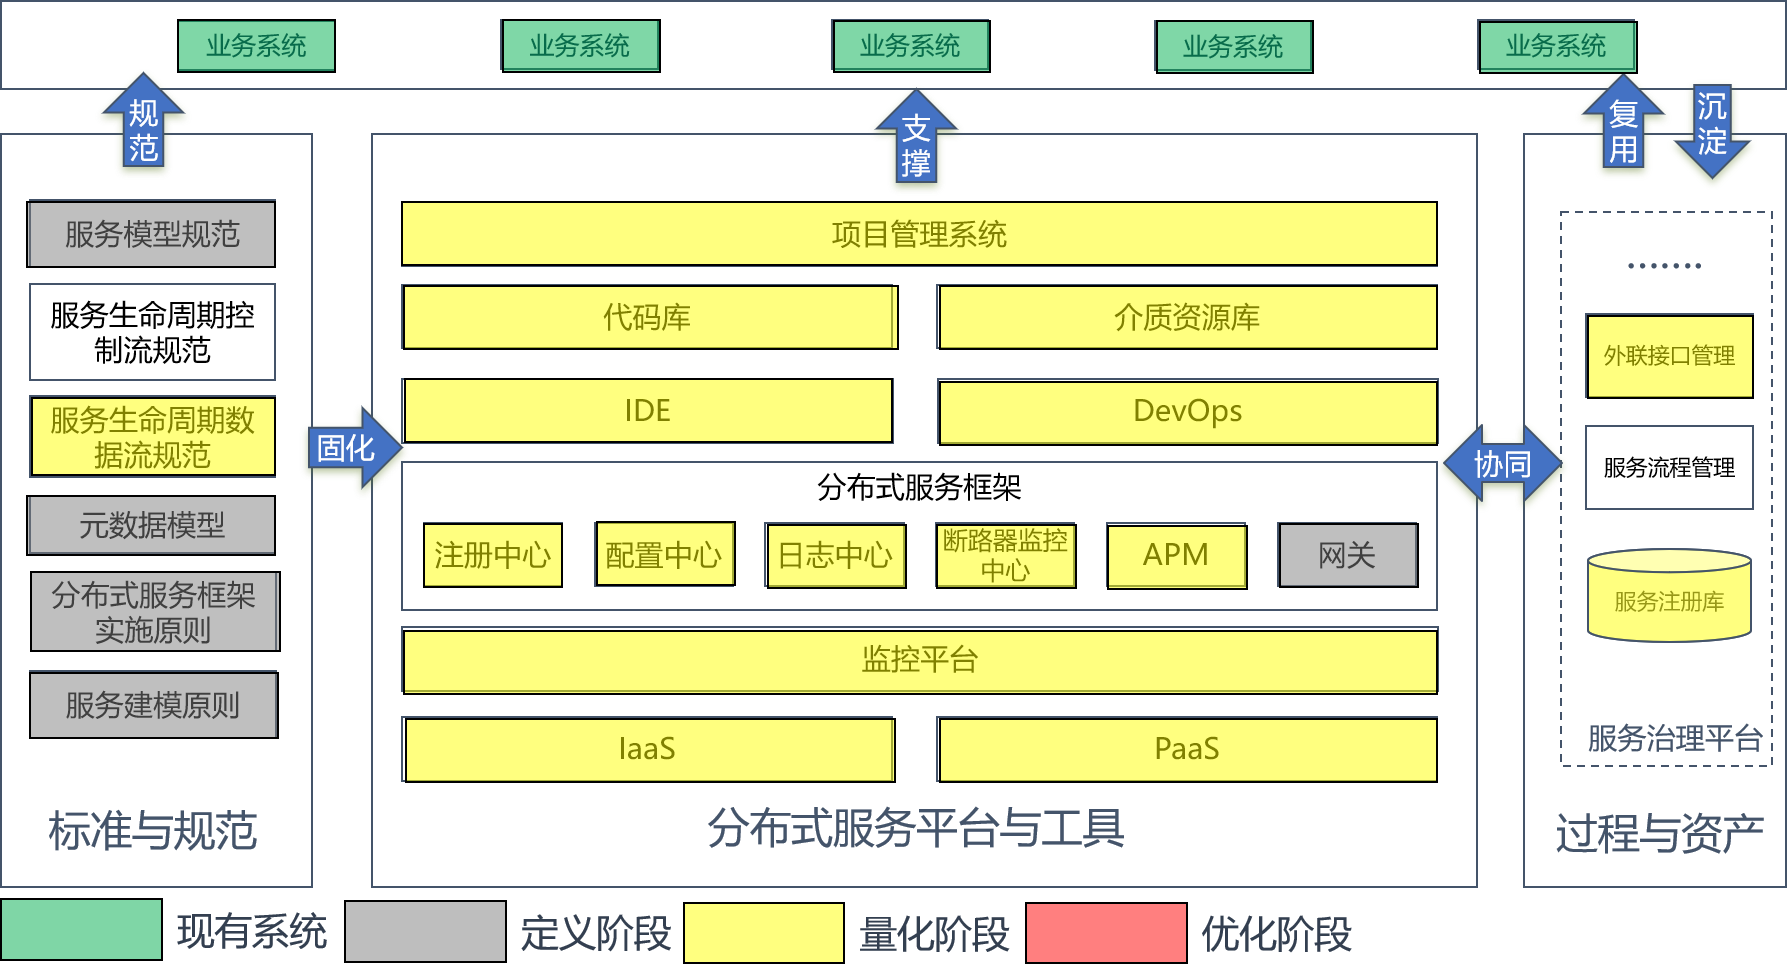 业务系统
业务系统
业务系统
业务系统
业务系统
规
范
支
撑
复
用
沉
淀
服务模型规范
服务生命周期控
制流规范
服务生命周期数
据流规范
元数据模型
分布式服务框架
实施原则
服务建模原则
标准与规范
固化
项目管理系统
代码库
介质资源库
IDE
DevOps
分布式服务框架
注册中心
配置中心
日志中心
断路器监控
中心
APM
网关
监控平台
IaaS
PaaS
分布式服务平台与工具
协同
.......
外联接口管理
服务流程管理
服务注册库
服务治理平台
过程与资产
现有系统
定义阶段
量化阶段
优化阶段